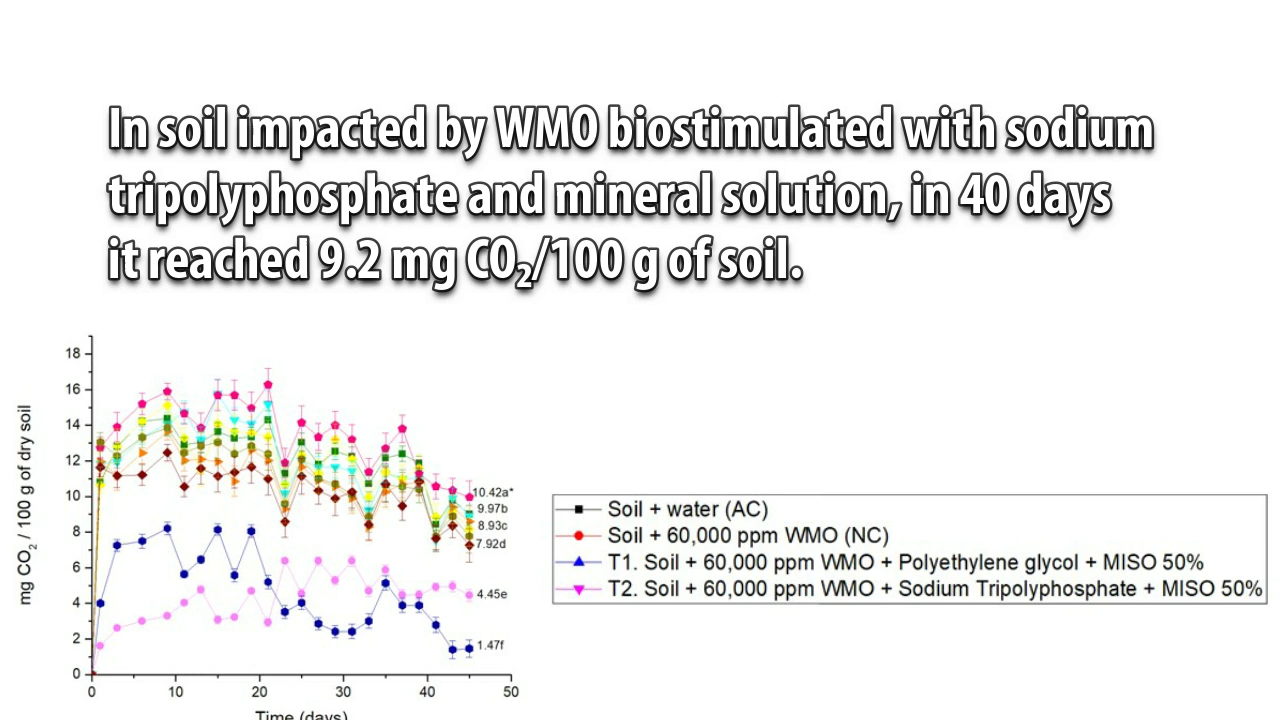 In soil impacted by WMO biostimulated with sodium
tripolyphosphate and mineral solution, in 40 days
it reached 9.2 mg CO₂/100 g of soil.
mg CO₂ / 100 g of dry soil
18
16
14
12
10
8
6
4
2
0
0 10 20 30 40 50
Time (days)
10.42a*
9.97b
8.93c
7.92d
4.45e
1.47f
Soil + water (AC)
Soil + 60,000 ppm WMO (NC)
T1. Soil + 60,000 ppm WMO + Polyethylene glycol + MISO 50%
T2. Soil + 60,000 ppm WMO + Sodium Tripolyphosphate + MISO 50%